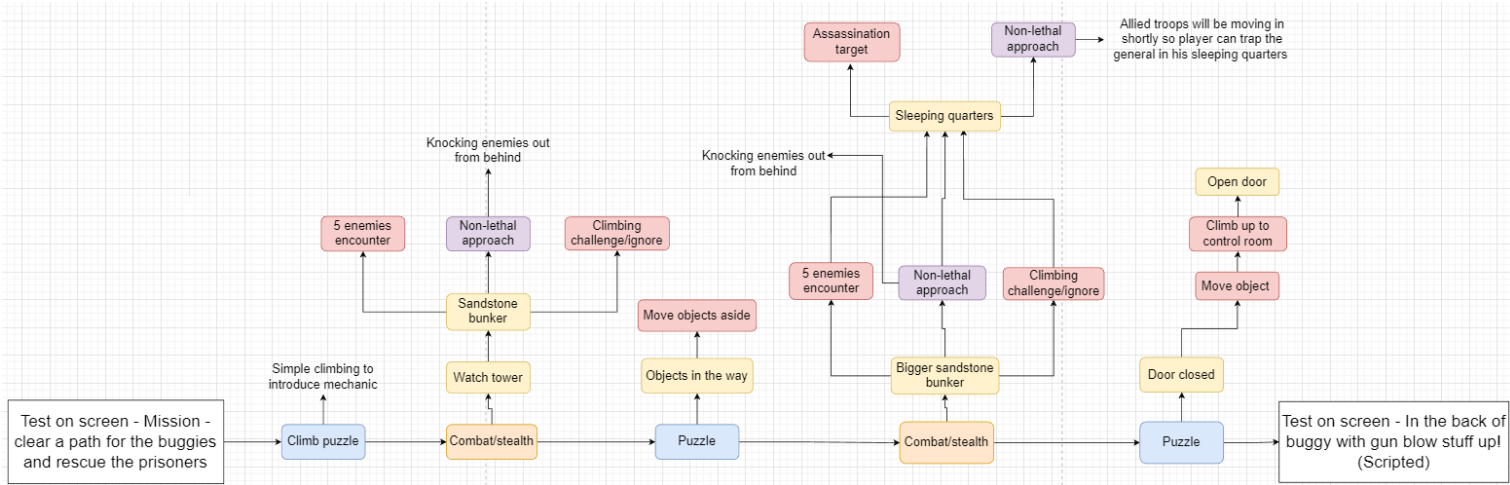 Assassination
target
Non-lethal
approach
Allied troops will be moving in
shortly so player can trap the
general in his sleeping quarters
Sleeping quarters
Knocking enemies out
from behind
Knocking enemies out
from behind
Open door
5 enemies
encounter
Non-lethal
approach
Climbing
challenge/ignore
Climb up to
control room
5 enemies
encounter
Non-lethal
approach
Climbing
challenge/ignore
Move object
Sandstone
bunker
Move objects aside
Simple climbing to
introduce mechanic
Watch tower
Objects in the way
Bigger sandstone
bunker
Door closed
Test on screen - Mission -
clear a path for the buggies
and rescue the prisoners
Climb puzzle
Combat/stealth
Puzzle
Combat/stealth
Puzzle
Test on screen - In the back of
buggy with gun blow stuff up!
(Scripted)